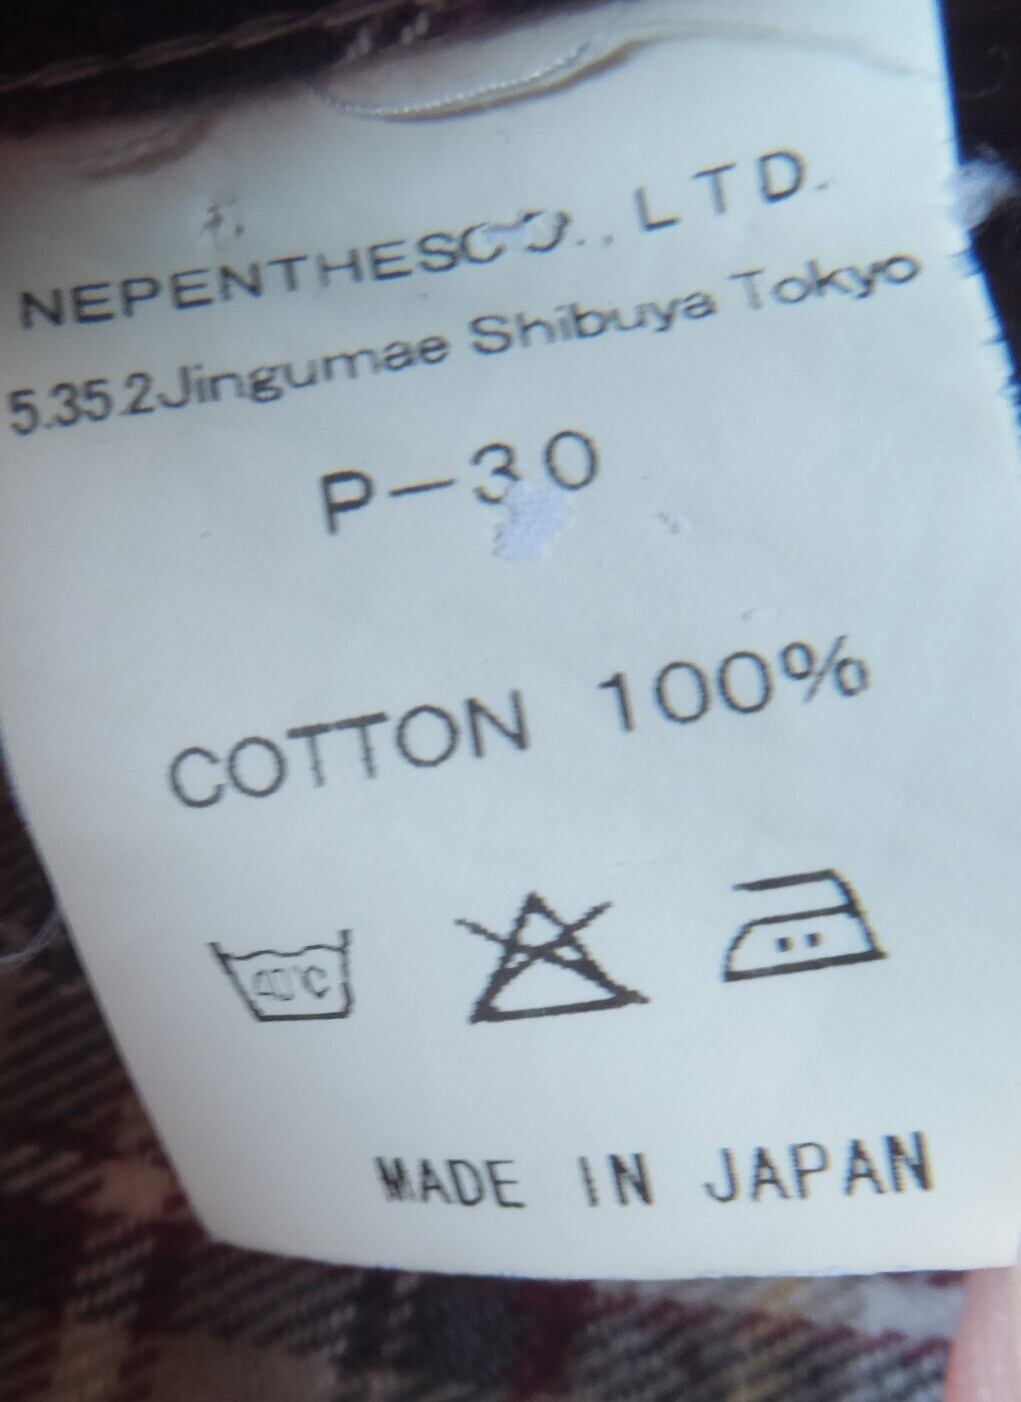 NEPENTHESCO., LTD.
5.35.2Jingumae Shibuya Tokyo
P-30
COTTON 100%
40°C
MADE IN JAPAN